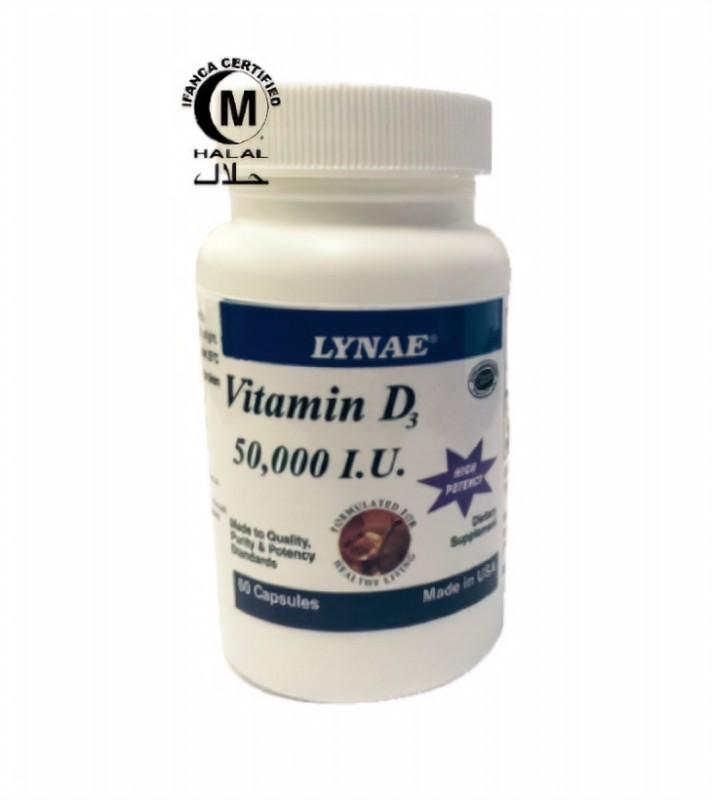 IFANCA CERTIFIED
M
HALAL
حلال
LYNAE®
Vitamin D3
50,000 I.U.
HIGH
POTENCY
FORMULATED FOR
HEALTHY LIVING
Made to Quality,
Purity & Potency
Standards
Dietary
Supplement
60 Capsules
Made in USA